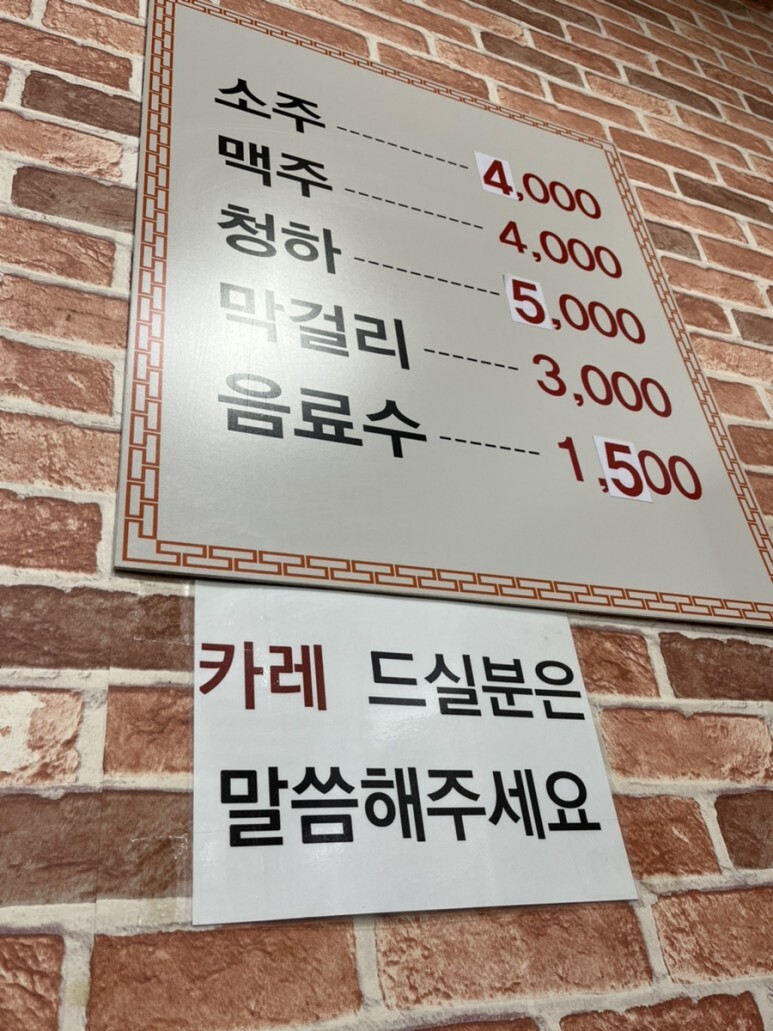 소주 ---------- 4,000
맥주 ---------- 4,000
청하 ---------- 5,000
막걸리 ------ 3,000
음료수 ------ 1,500
카레 드실분은
말씀해주세요